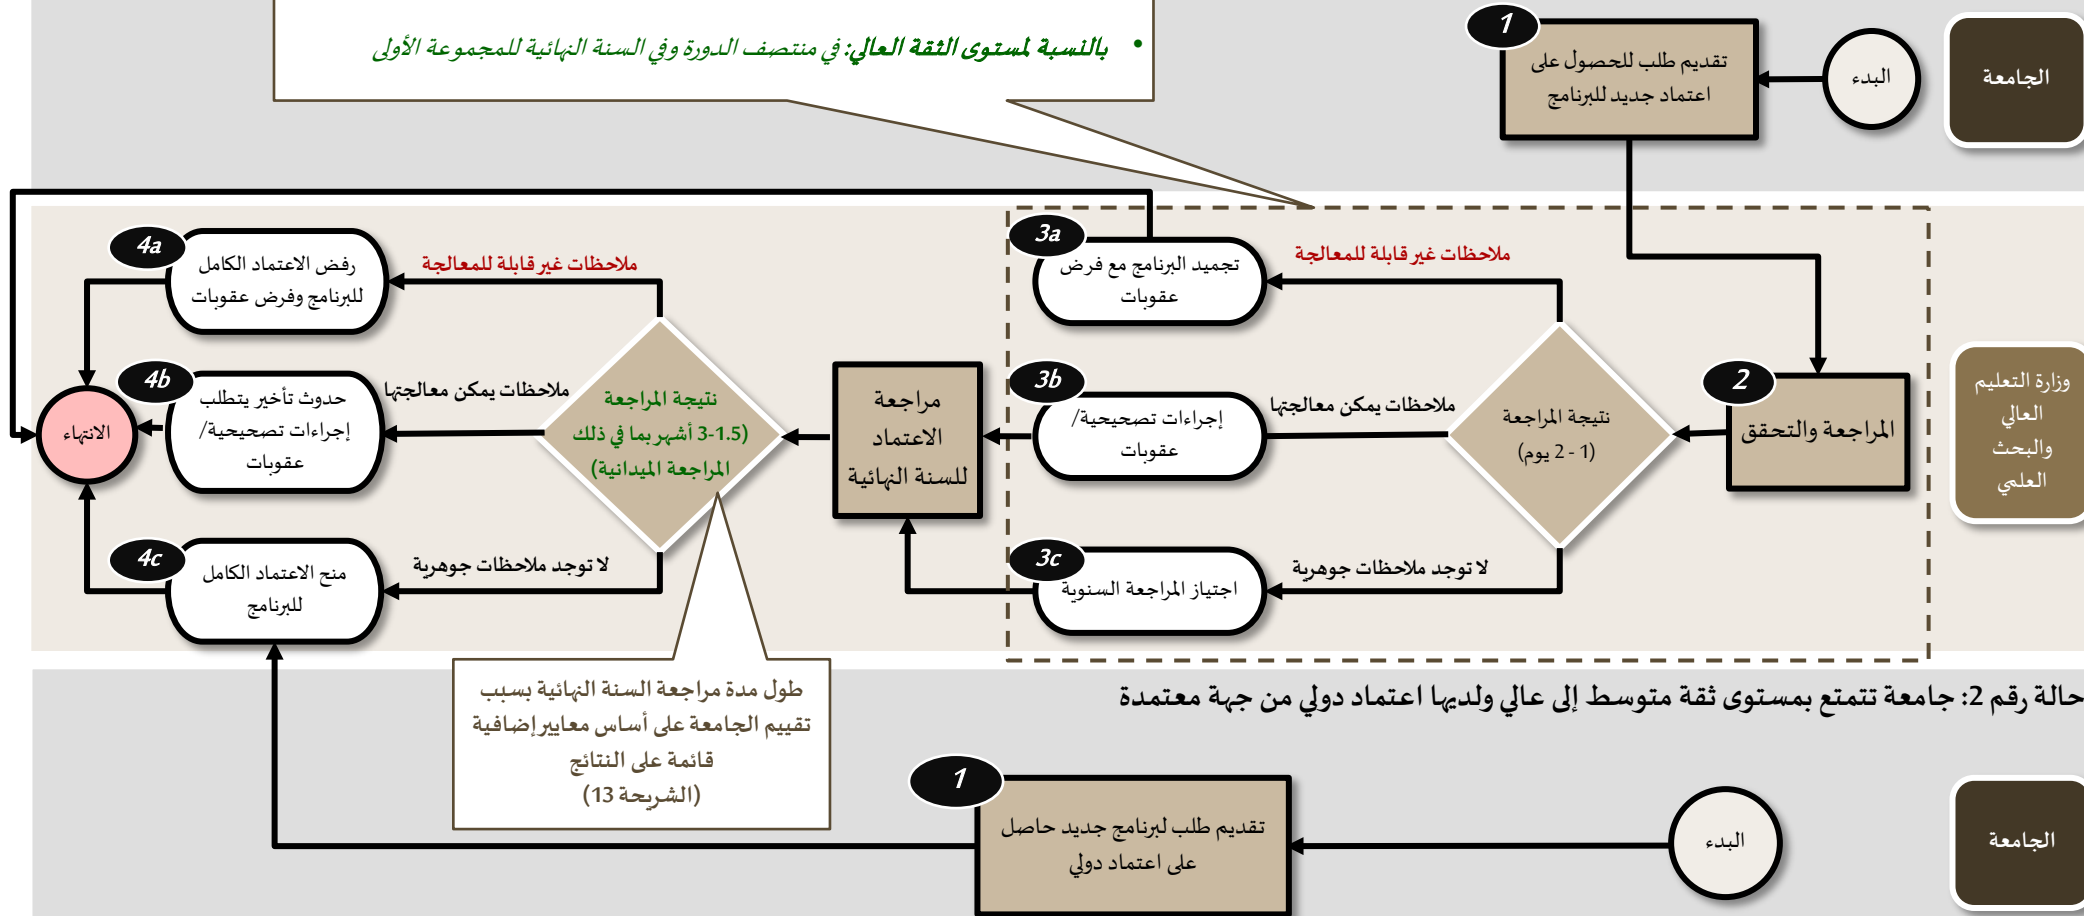 • بالنسبة لمستوى الثقة العالي: في منتصف الدورة وفي السنة النهائية للمجموعة الأولى
الجامعة
البدء
1
تقديم طلب للحصول على
اعتماد جديد للبرنامج
وزارة التعليم
العالي
والبحث
العلمي
2
المراجعة والتحقق
نتيجة المراجعة
(1 - 2 يوم)
ملاحظات غير قابلة للمعالجة
3a
تجميد البرنامج مع فرض
عقوبات
ملاحظات يمكن معالجتها
3b
إجراءات تصحيحية/
عقوبات
لا توجد ملاحظات جوهرية
3c
اجتياز المراجعة السنوية
مراجعة
الاعتماد
للسنة النهائية
نتيجة المراجعة
(1.5-3 أشهر بما في ذلك
المراجعة الميدانية)
ملاحظات غير قابلة للمعالجة
4a
رفض الاعتماد الكامل
للبرنامج وفرض عقوبات
ملاحظات يمكن معالجتها
4b
حدوث تأخير يتطلب
إجراءات تصحيحية/
عقوبات
لا توجد ملاحظات جوهرية
4c
منح الاعتماد الكامل
للبرنامج
الانتهاء
طول مدة مراجعة السنة النهائية بسبب
تقييم الجامعة على أساس معايير إضافية
قائمة على النتائج
(الشريحة 13)
حالة رقم 2: جامعة تتمتع بمستوى ثقة متوسط إلى عالي ولديها اعتماد دولي من جهة معتمدة
الجامعة
البدء
1
تقديم طلب لبرنامج جديد حاصل
على اعتماد دولي